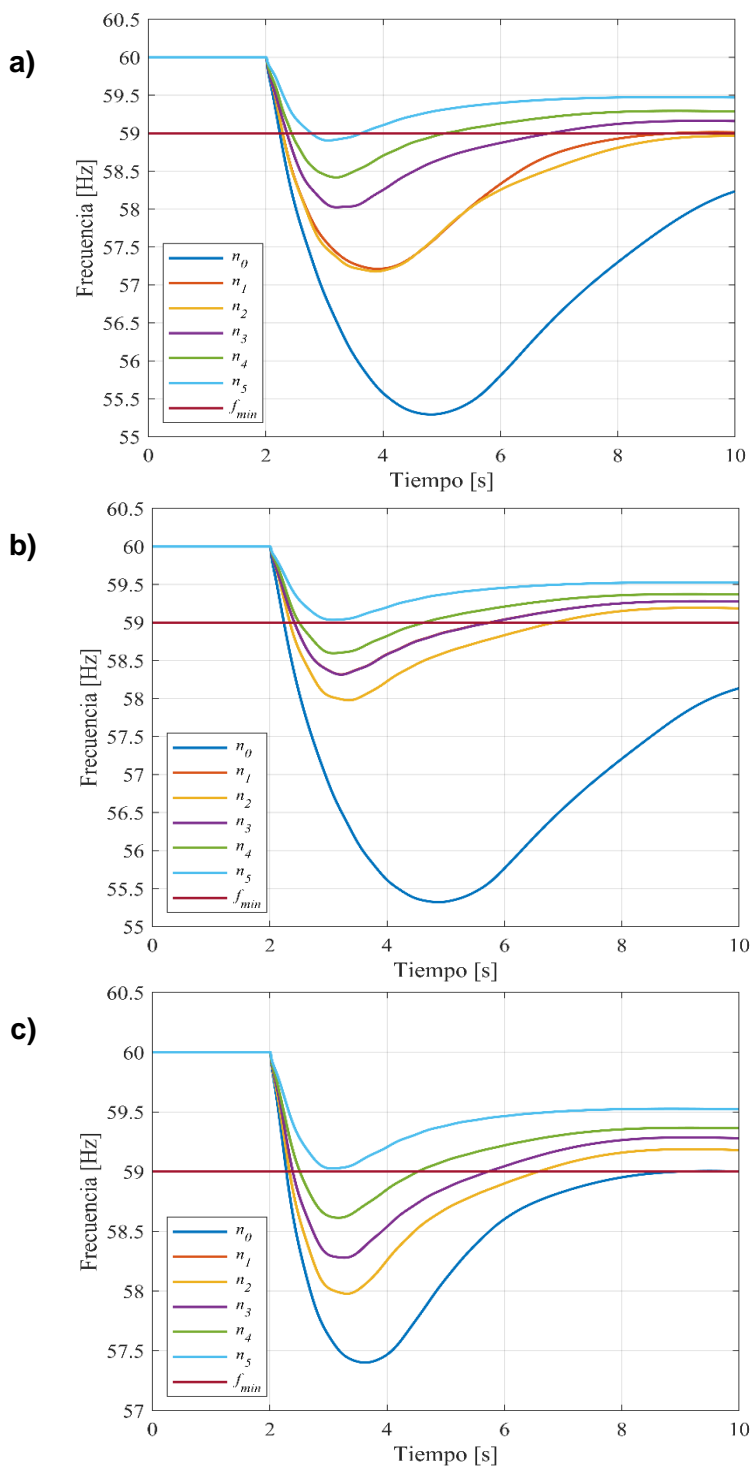 a)
Frecuencia [Hz]
60.5
60
59.5
59
58.5
58
57.5
57
56.5
56
55.5
55
n0
n1
n2
n3
n4
n5
fmin
0 2 4 6 8 10
Tiempo [s]
b)
Frecuencia [Hz]
60.5
60
59.5
59
58.5
58
57.5
57
56.5
56
55.5
55
n0
n1
n2
n3
n4
n5
fmin
0 2 4 6 8 10
Tiempo [s]
c)
Frecuencia [Hz]
60.5
60
59.5
59
58.5
58
57.5
57
n0
n1
n2
n3
n4
n5
fmin
0 2 4 6 8 10
Tiempo [s]